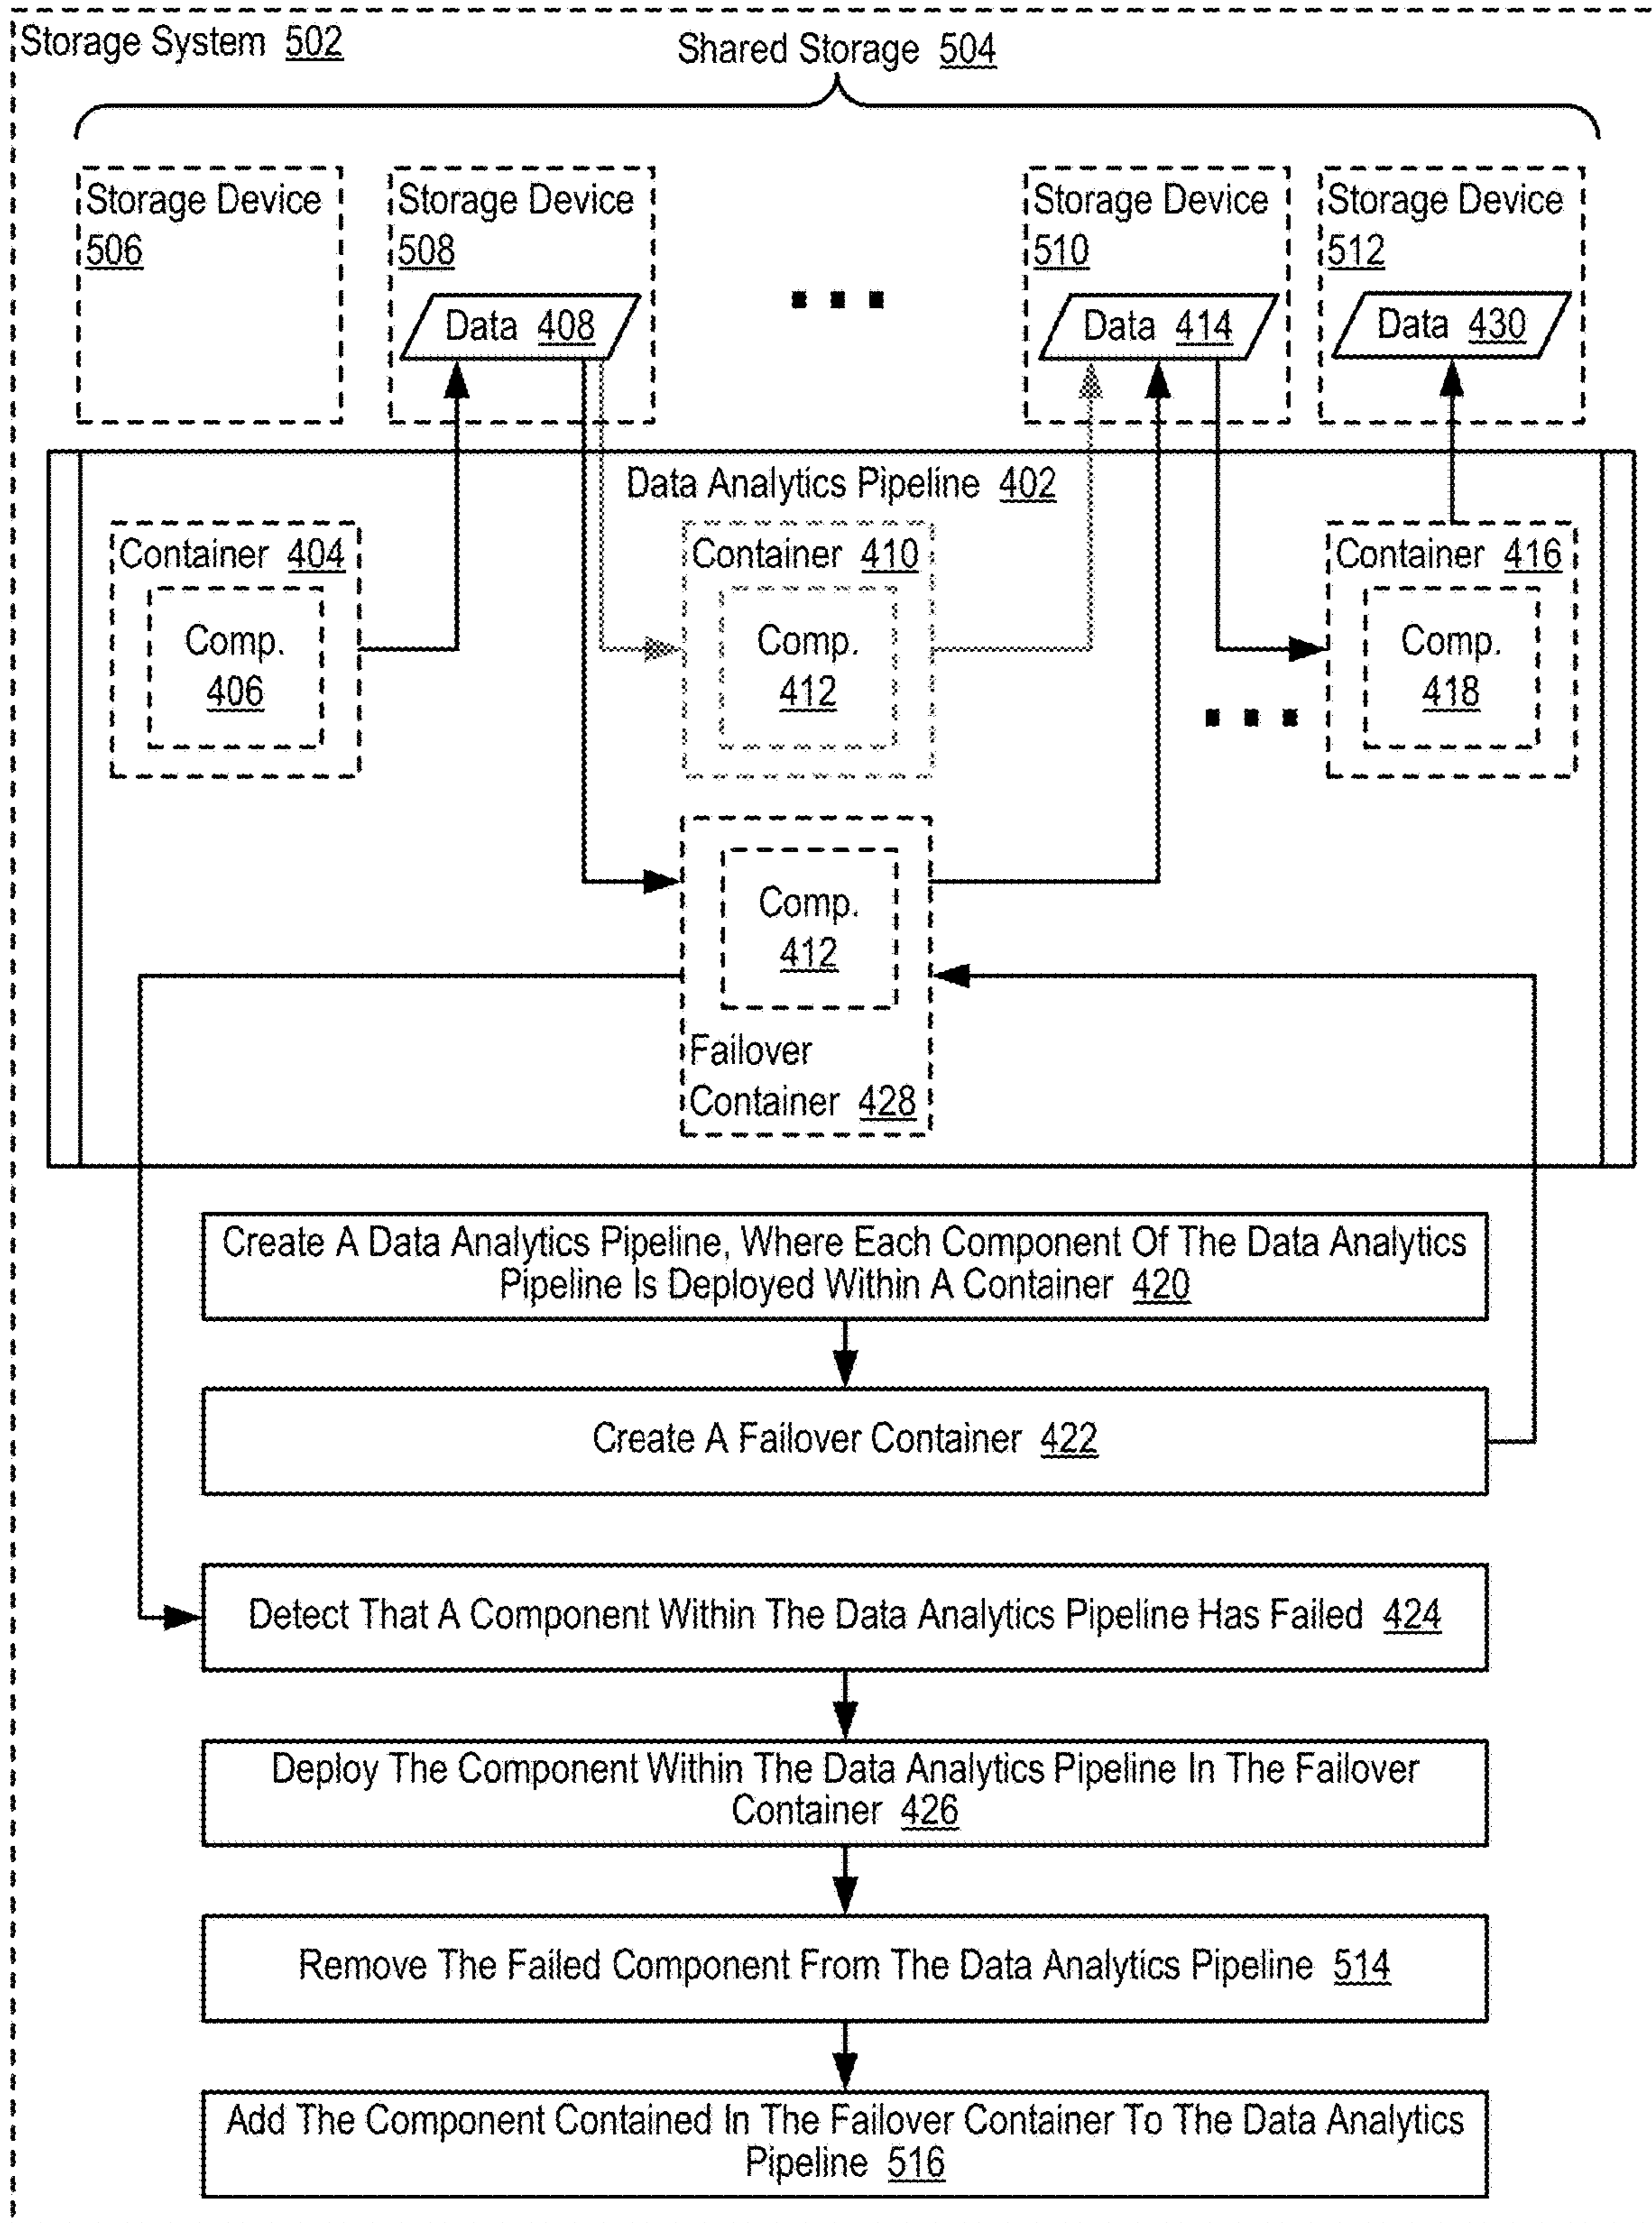 Storage System 502
Shared Storage 504
Storage Device
506
Storage Device
508
Data 408
Storage Device
510
Data 414
Storage Device
512
Data 430
Data Analytics Pipeline 402
Container 404
Comp.
406
Container 410
Comp.
412
Container 416
Comp.
418
Comp.
412
Failover
Container 428
Create A Data Analytics Pipeline, Where Each Component Of The Data Analytics
Pipeline Is Deployed Within A Container 420
Create A Failover Container 422
Detect That A Component Within The Data Analytics Pipeline Has Failed 424
Deploy The Component Within The Data Analytics Pipeline In The Failover
Container 426
Remove The Failed Component From The Data Analytics Pipeline 514
Add The Component Contained In The Failover Container To The Data Analytics
Pipeline 516